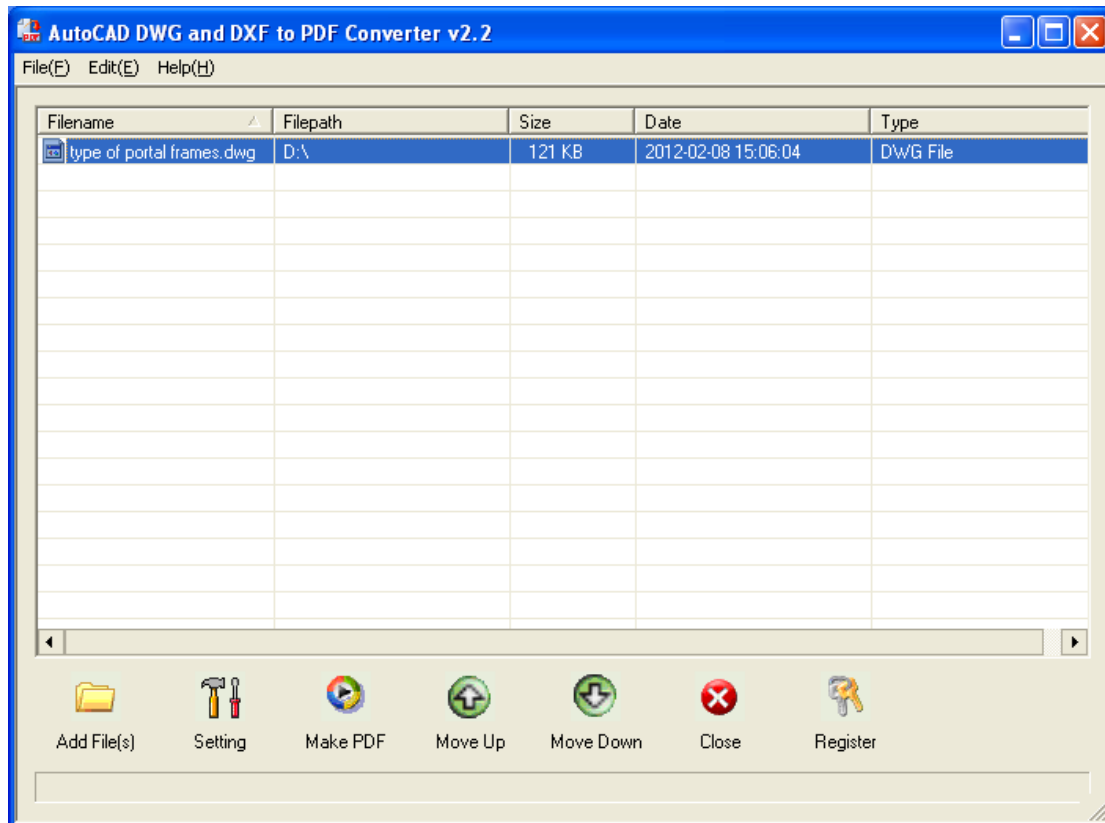 AutoCAD DWG and DXF to PDF Converter v2.2
File(F) Edit(E) Help(H)
Filename Filepath Size Date Type
type of portal frames.dwg D:\ 121 KB 2012-02-08 15:06:04 DWG File
Add File(s) Setting Make PDF Move Up Move Down Close Register